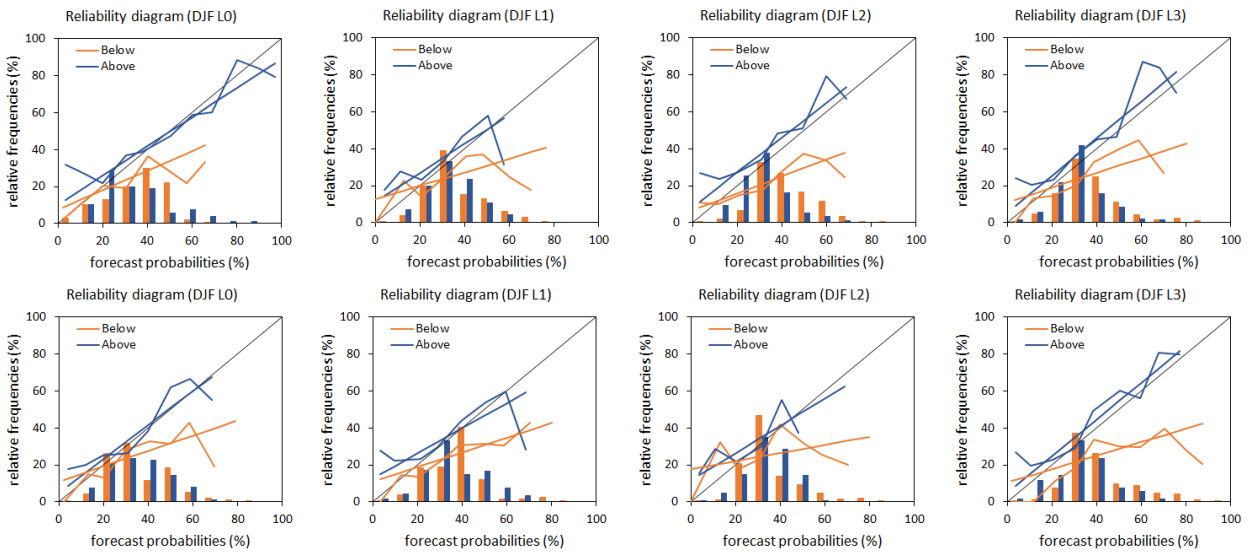 Reliability diagram (DJF L0)
relative frequencies (%)
100
80
60
40
20
0
Below
Above
0 20 40 60 80 100
forecast probabilities (%)
Reliability diagram (DJF L1)
relative frequencies (%)
100
80
60
40
20
0
Below
Above
0 20 40 60 80 100
forecast probabilities (%)
Reliability diagram (DJF L2)
relative frequencies (%)
100
80
60
40
20
0
Below
Above
0 20 40 60 80 100
forecast probabilities (%)
Reliability diagram (DJF L3)
relative frequencies (%)
100
80
60
40
20
0
Below
Above
0 20 40 60 80 100
forecast probabilities (%)
Reliability diagram (DJF L0)
relative frequencies (%)
100
80
60
40
20
0
Below
Above
0 20 40 60 80 100
forecast probabilities (%)
Reliability diagram (DJF L1)
relative frequencies (%)
100
80
60
40
20
0
Below
Above
0 20 40 60 80 100
forecast probabilities (%)
Reliability diagram (DJF L2)
relative frequencies (%)
100
80
60
40
20
0
Below
Above
0 20 40 60 80 100
forecast probabilities (%)
Reliability diagram (DJF L3)
relative frequencies (%)
100
80
60
40
20
0
Below
Above
0 20 40 60 80 100
forecast probabilities (%)